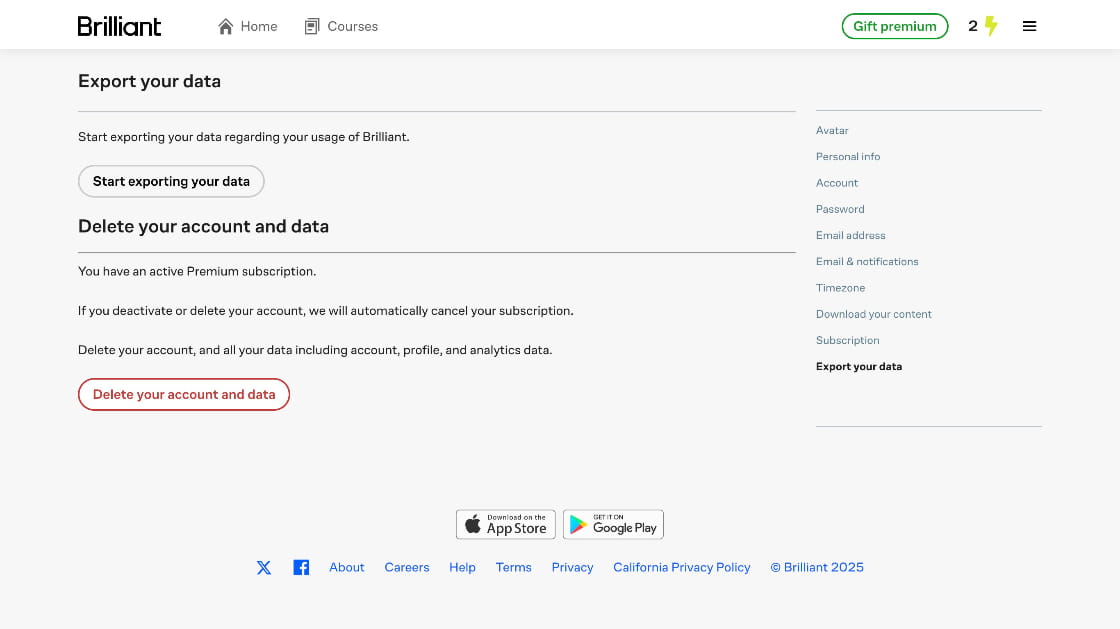 Brilliant
Home
Courses
Gift premium
2
Export your data
Start exporting your data regarding your usage of Brilliant.
Start exporting your data
Delete your account and data
You have an active Premium subscription.
If you deactivate or delete your account, we will automatically cancel your subscription.
Delete your account, and all your data including account, profile, and analytics data.
Delete your account and data
Avatar
Personal info
Account
Password
Email address
Email & notifications
Timezone
Download your content
Subscription
Export your data
Download on the
App Store
GET IT ON
Google Play
About
Careers
Help
Terms
Privacy
California Privacy Policy
© Brilliant 2025